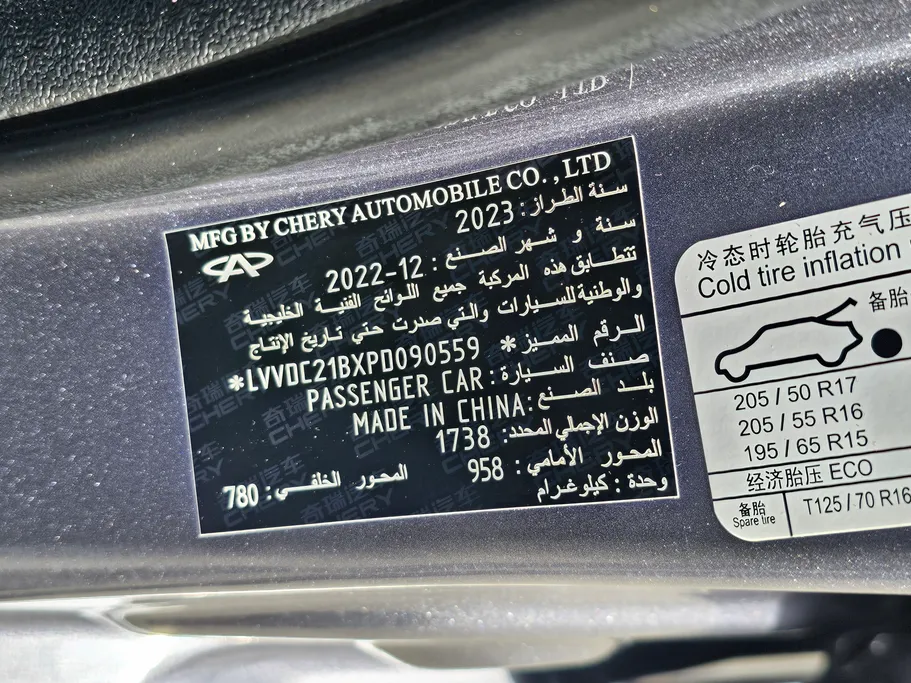 CO., LTD
MFG BY CHERY AUTOMOBILE CO., LTD
سنة الطراز: 2023
سنة و شهر الصنع: 2022-12
تتطابق هذه المركبة جميع اللوائح الفنية الخليجية
والوطنية للسيارات والتي صدرت حتي تاريخ الإنتاج
الرقم المميز: *LVVDC21BXPD090559*
صنف السيارة: PASSENGER CAR
بلد الصنع: MADE IN CHINA
الوزن الإجمالي المحدد: 1738
المحور الأمامي: 958 المحور الخلفي: 780
وحدة: كيلوغرام
冷态时轮胎充气压
Cold tire inflation
备胎
205 / 50 R17
205 / 55 R16
195 / 65 R15
经济胎压 ECO
备胎
Spare tire
T125 / 70 R16